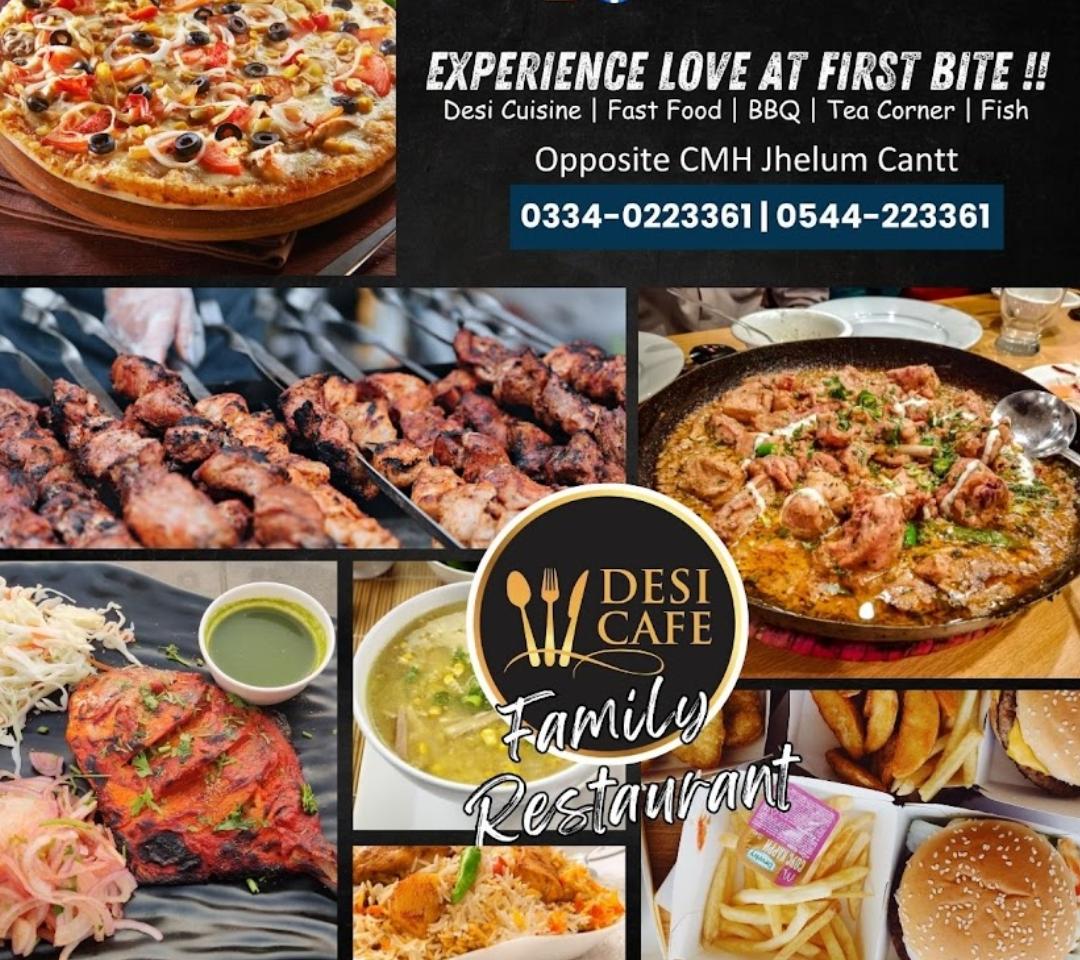 EXPERIENCE LOVE AT FIRST BITE !!
Desi Cuisine | Fast Food | BBQ | Tea Corner | Fish
Opposite CMH Jhelum Cantt
0334-0223361 | 0544-223361
DESI
CAFE
Family
Restaurant